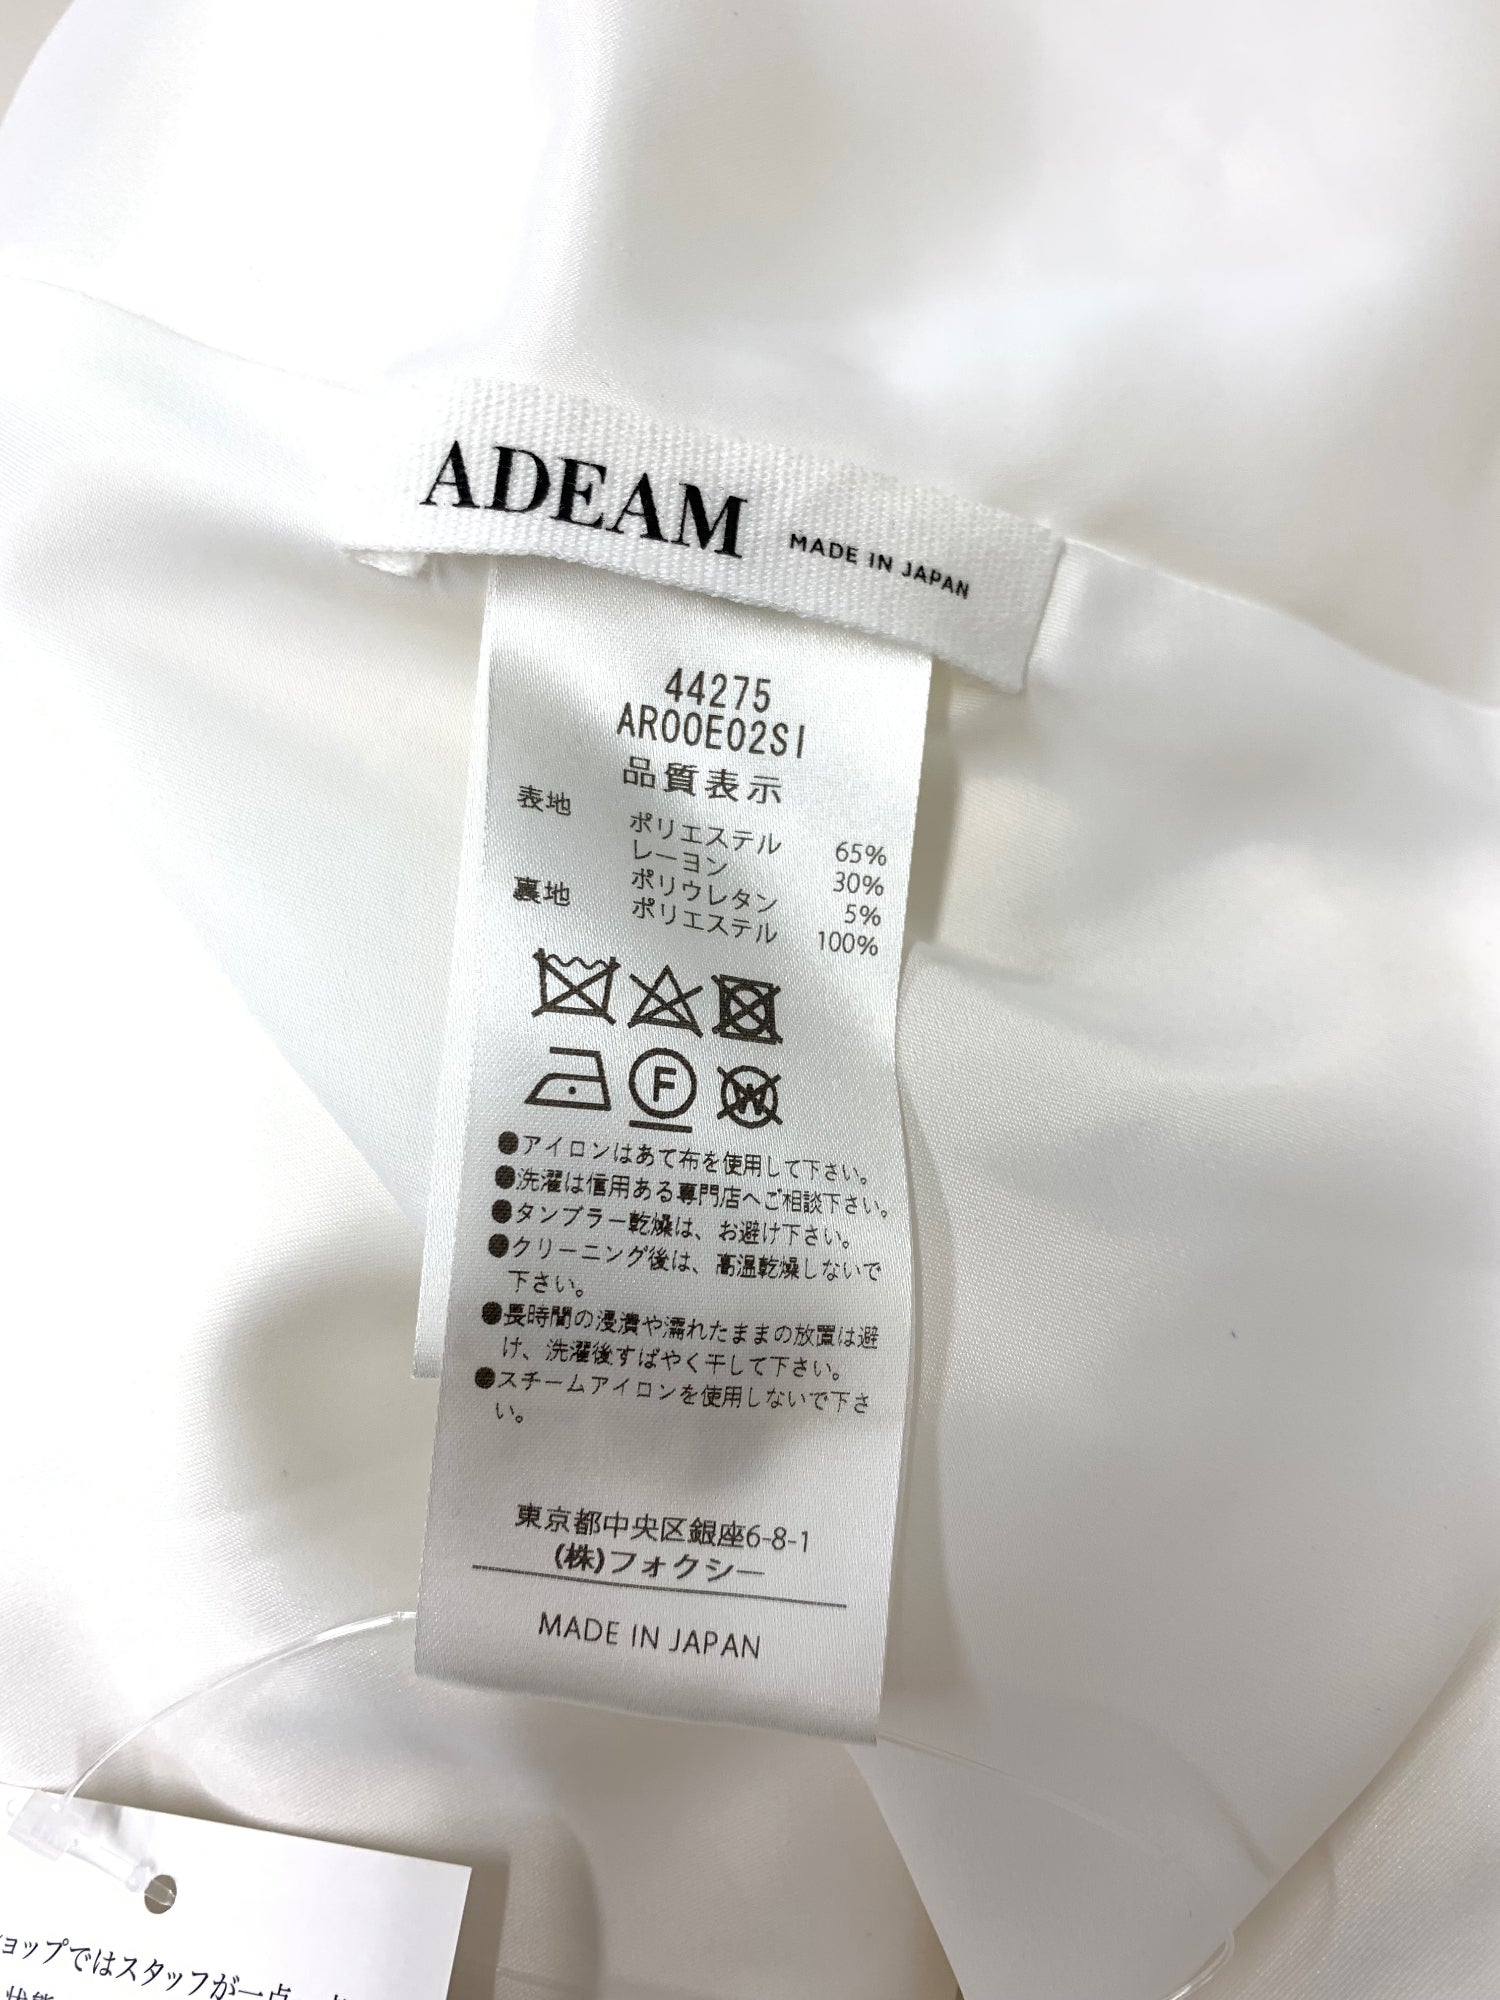 ADEAM MADE IN JAPAN
44275
AR00E02SI
品質表示
表地 ポリエステル 65%
レーヨン 30%
ポリウレタン 5%
裏地 ポリエステル 100%
F W
●アイロンはあて布を使用して下さい。
●洗濯は信用ある専門店へご相談下さい。
●タンブラー乾燥は、お避け下さい。
●クリーニング後は、高温乾燥しないで
下さい。
●長時間の浸漬や濡れたままの放置は避
け、洗濯後すばやく干して下さい。
●スチームアイロンを使用しないで下さ
い。
東京都中央区銀座6-8-1
(株)フォクシー
MADE IN JAPAN
ョップではスタッフが一点
状態